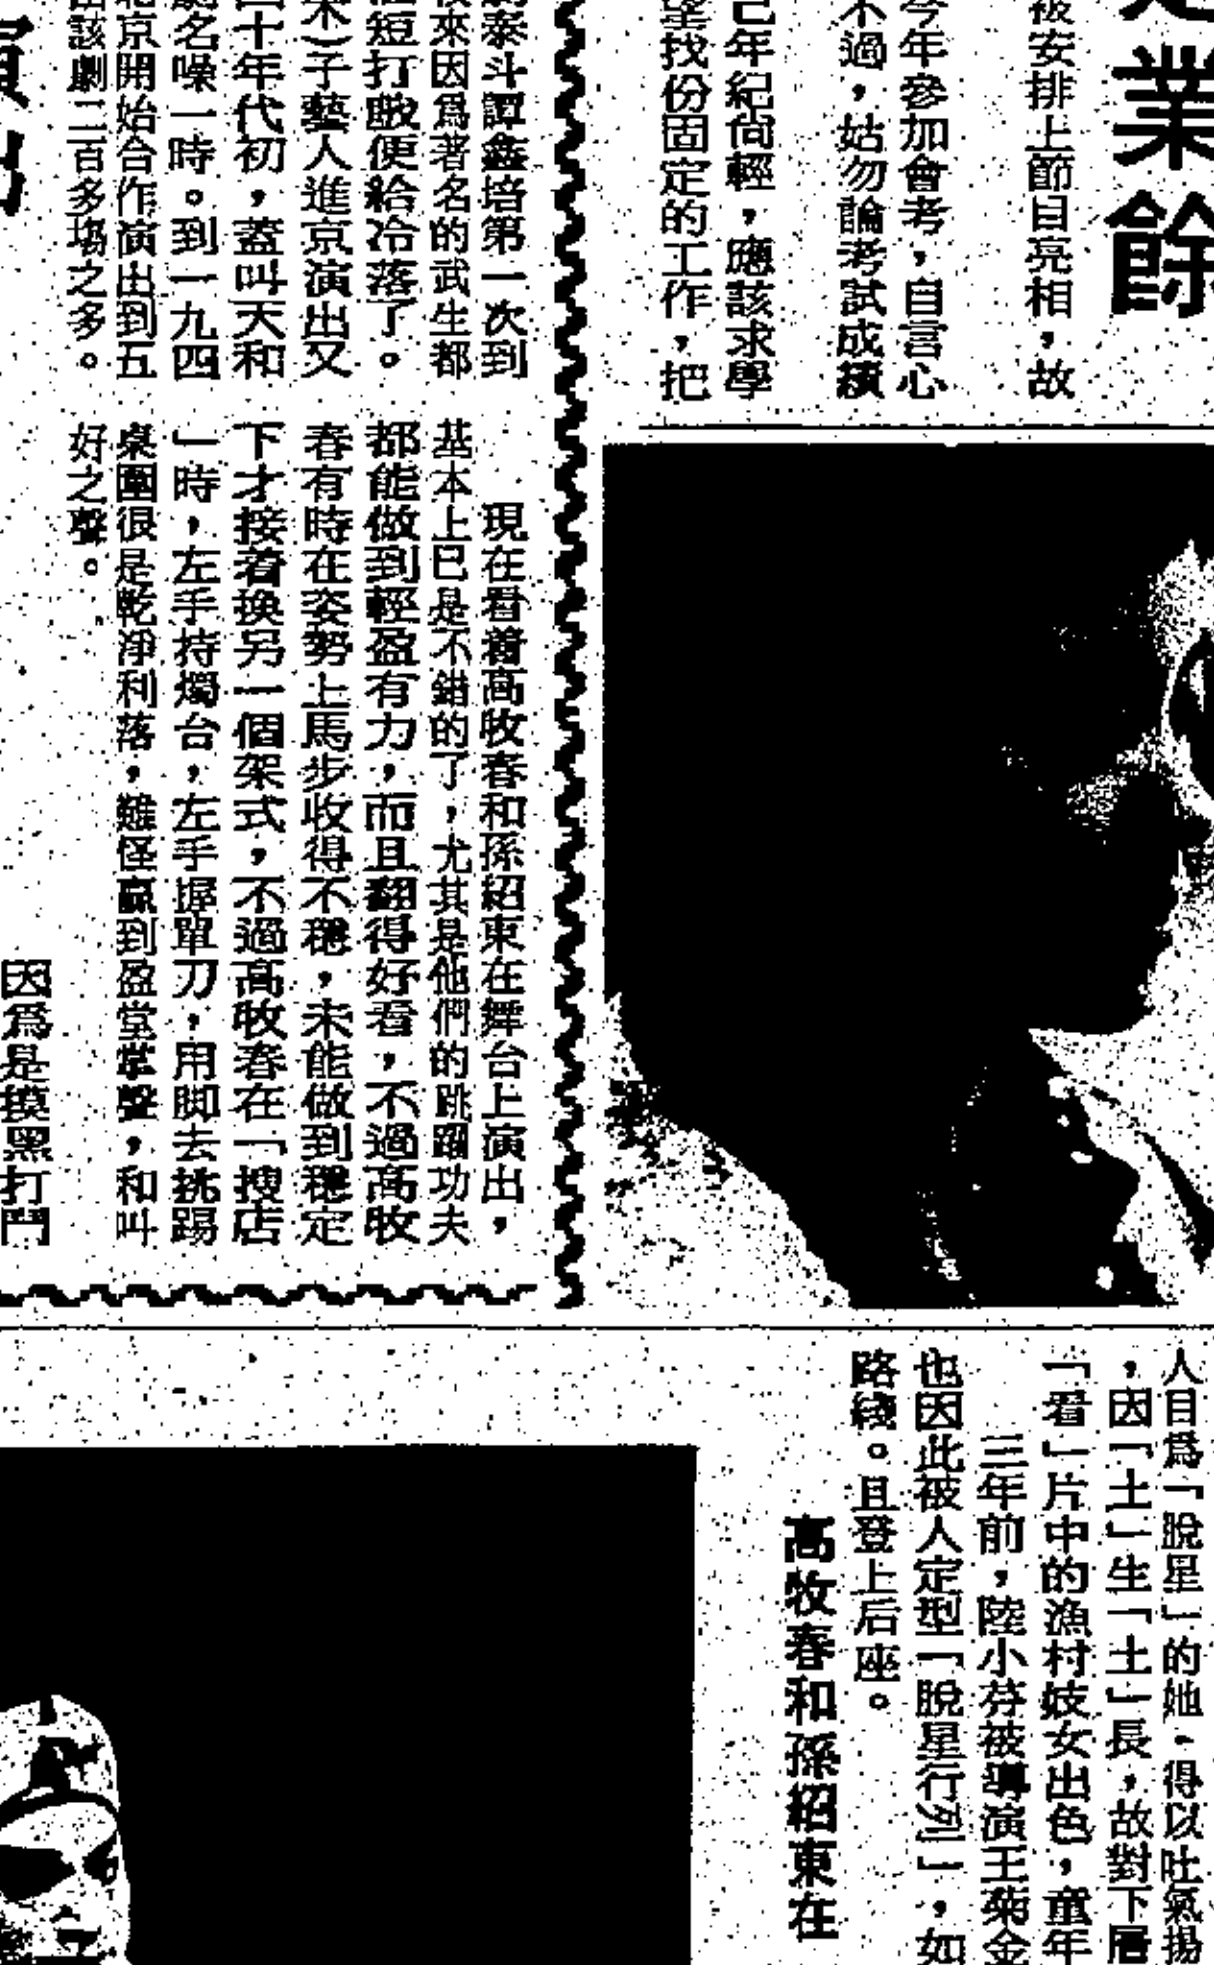 業餘
被安排上節目亮相，故
今年參加會考，自言心
不過，姑勿論考試成績
己年紀尚輕，應該求學
望找份固定的工作，把
泰斗譚鑫培第一次到
來因爲著名的武生都
短打戲便給冷落了。
子藝人進京演出又
十年代初，蓋叫天和
劇名噪一時。到一九四
北京開始合作演出到五
該劇二百多場之多。
演出
現在看着高牧春和孫紹東在舞台上演出，
基本上已是不錯的了，尤其是他們的跳躍功夫
都能做到輕盈有力，而且翻得好看，不過高牧
春有時在姿勢上馬步收得不穩，未能做到穩定
下才接着換另一個架式，不過高牧春在「搜店
」時，左手持燭台，左手握單刀，用脚去挑踢
桌圍很是乾淨利落，難怪贏到盈堂掌聲，和叫
好之聲。
因爲是摸黑打鬥
人目爲「脫星」的她，得以吐氣揚
，因「土」生「土」長，故對下層
「看」片中的漁村妓女出色，童年
三年前，陸小芬被導演王菊金
也因此被人定型「脫星行列」，如
路綫。且登上后座。
高牧春和孫紹東在